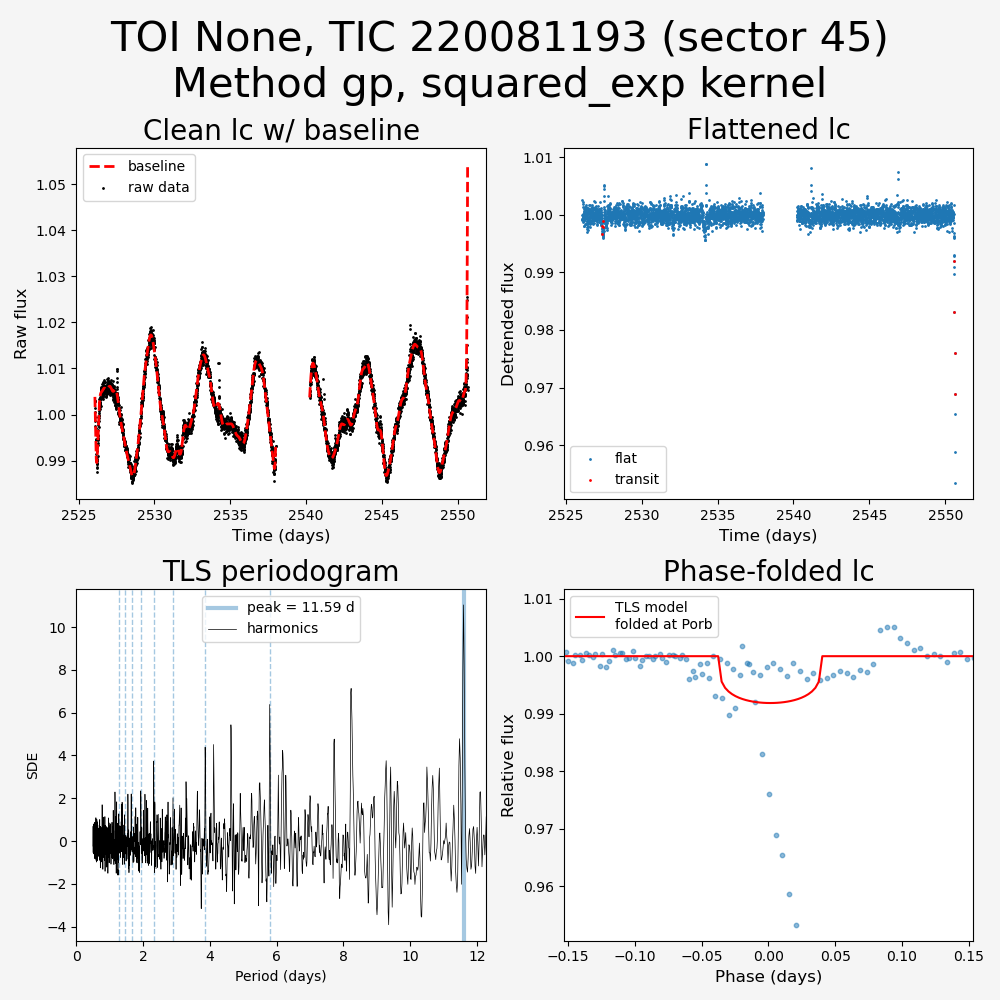 TOI None, TIC 220081193 (sector 45)
Method gp, squared_exp kernel
Clean lc w/ baseline
baseline
raw data
1.05
1.04
1.03
1.02
1.01
1.00
0.99
Raw flux
2525
2530
2535
2540
2545
2550
Time (days)
Flattened lc
1.01
1.00
0.99
0.98
0.97
0.96
Detrended flux
flat
transit
2525
2530
2535
2540
2545
2550
Time (days)
TLS periodogram
peak = 11.59 d
harmonics
10
8
6
4
2
0
−2
−4
SDE
0
2
4
6
8
10
12
Period (days)
Phase-folded lc
TLS model
folded at Porb
1.01
1.00
0.99
0.98
0.97
0.96
Relative flux
−0.15
−0.10
−0.05
0.00
0.05
0.10
0.15
Phase (days)